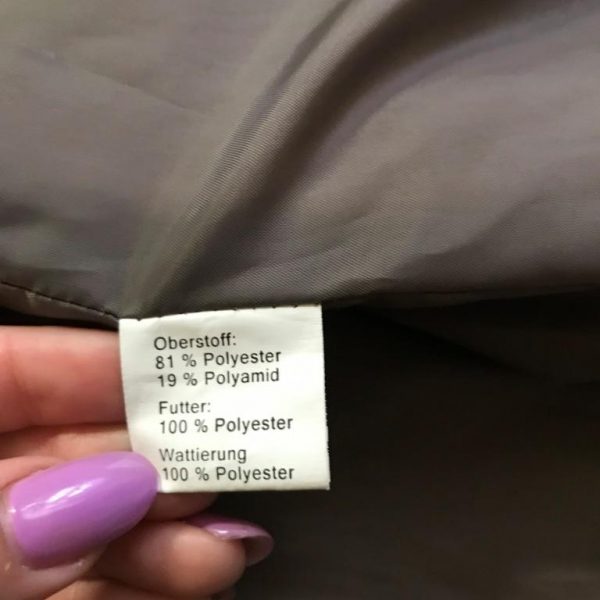 Oberstoff:
81 % Polyester
19 % Polyamid
Futter:
100 % Polyester
Wattierung
100 % Polyester